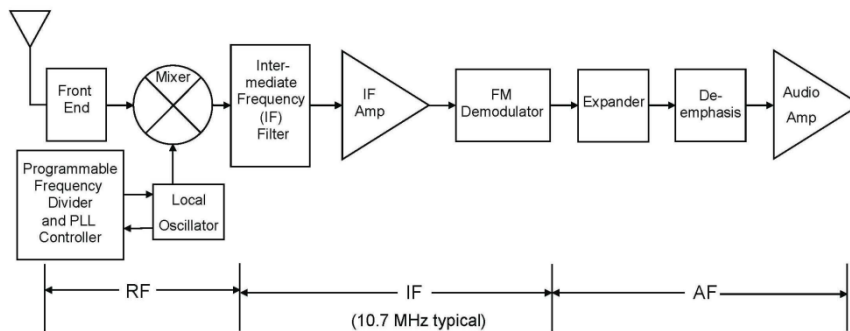 Front
End
Mixer
Inter-
mediate
Frequency
(IF)
Filter
IF
Amp
FM
Demodulator
Expander
De-
emphasis
Audio
Amp
Programmable
Frequency
Divider
and PLL
Controller
Local
Oscillator
RF
IF
AF
(10.7 MHz typical)